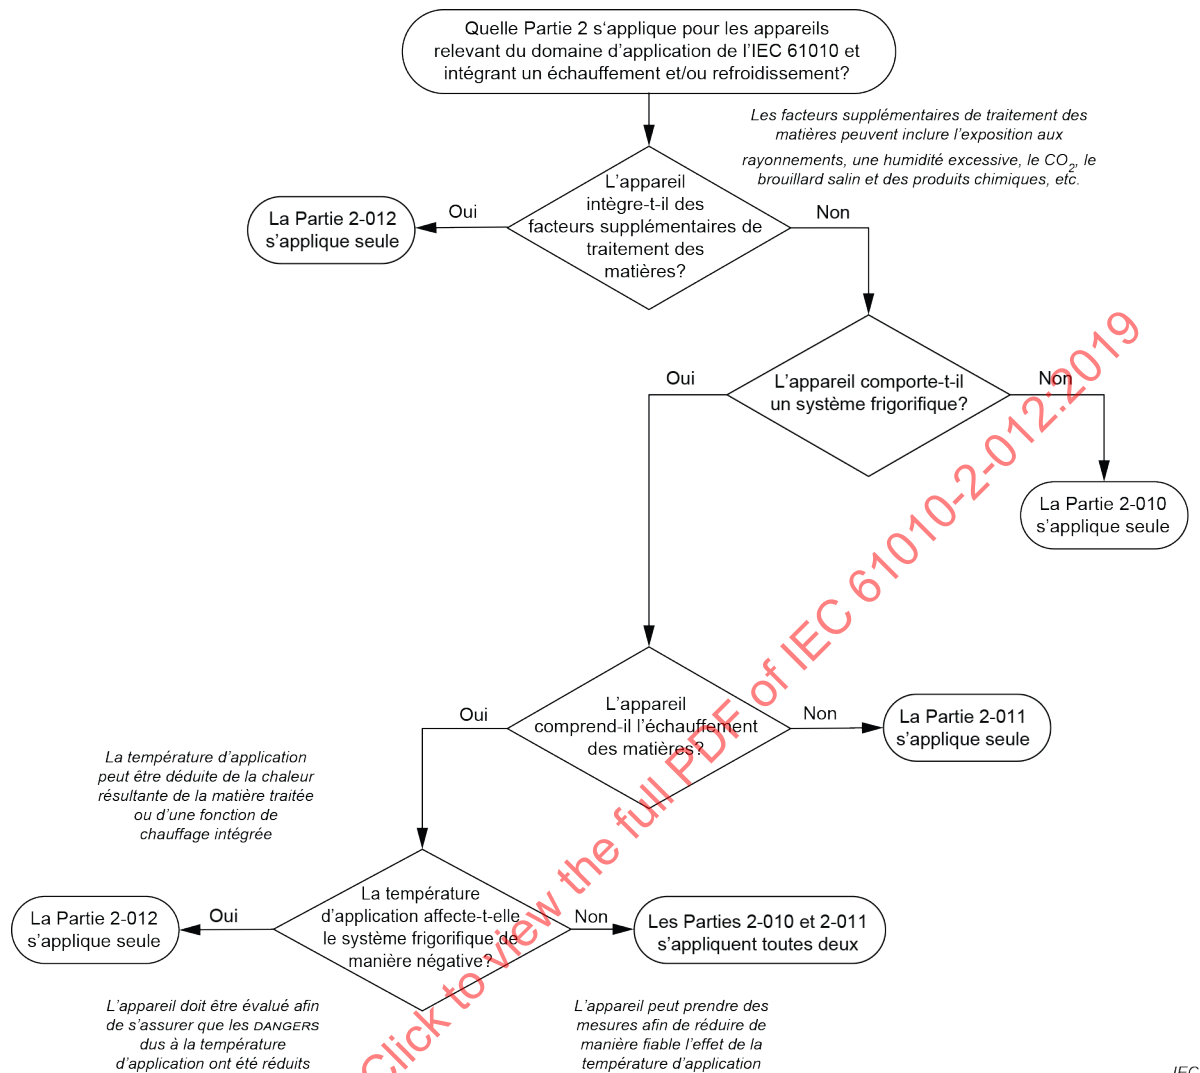 Quelle Partie 2 s‘applique pour les appareils
relevant du domaine d’application de l’IEC 61010 et
intégrant un échauffement et/ou refroidissement?
Les facteurs supplémentaires de traitement des
matières peuvent inclure l’exposition aux
rayonnements, une humidité excessive, le CO2, le
brouillard salin et des produits chimiques, etc.
L’appareil
intègre-t-il des
facteurs supplémentaires de
traitement des
matières?
Oui
Non
La Partie 2-012
s’applique seule
L’appareil comporte-t-il
un système frigorifique?
Oui
Non
La Partie 2-010
s’applique seule
L’appareil
comprend-il l’échauffement
des matières?
Oui
Non
La Partie 2-011
s’applique seule
La température d’application
peut être déduite de la chaleur
résultante de la matière traitée
ou d’une fonction de
chauffage intégrée
La température
d’application affecte-t-elle
le système frigorifique de
manière négative?
Oui
Non
La Partie 2-012
s’applique seule
Les Parties 2-010 et 2-011
s’appliquent toutes deux
L’appareil doit être évalué afin
de s’assurer que les DANGERS
dus à la température
d’application ont été réduits
L’appareil peut prendre des
mesures afin de réduire de
manière fiable l’effet de la
température d’application
IEC
Click to view the full PDF of IEC 61010-2-012:2019